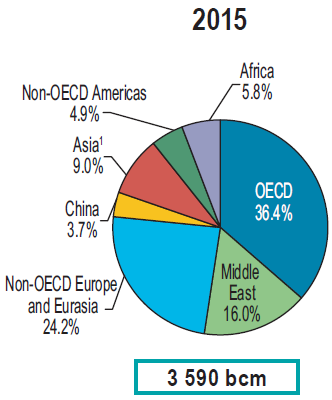 2015
Africa
5.8%
Non-OECD Americas
4.9%
Asia¹
9.0%
China
3.7%
Non-OECD Europe
and Eurasia
24.2%
OECD
36.4%
Middle
East
16.0%
3 590 bcm